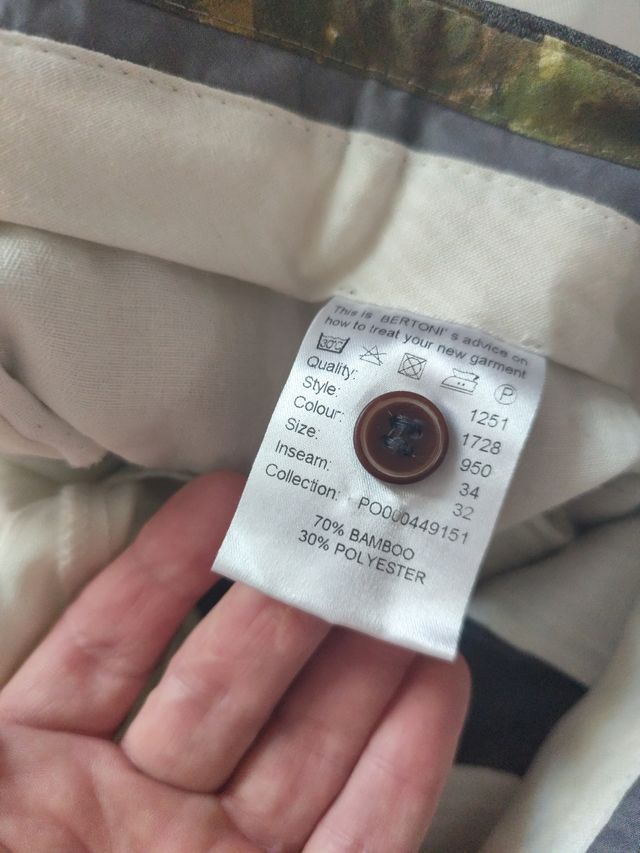 This is BERTONI's advice on
how to treat your new garment
30°C P
Quality: 1251
Style: 1728
Colour: 950
Size: 34
Inseam: 32
Collection: PO000449151
70% BAMBOO
30% POLYESTER